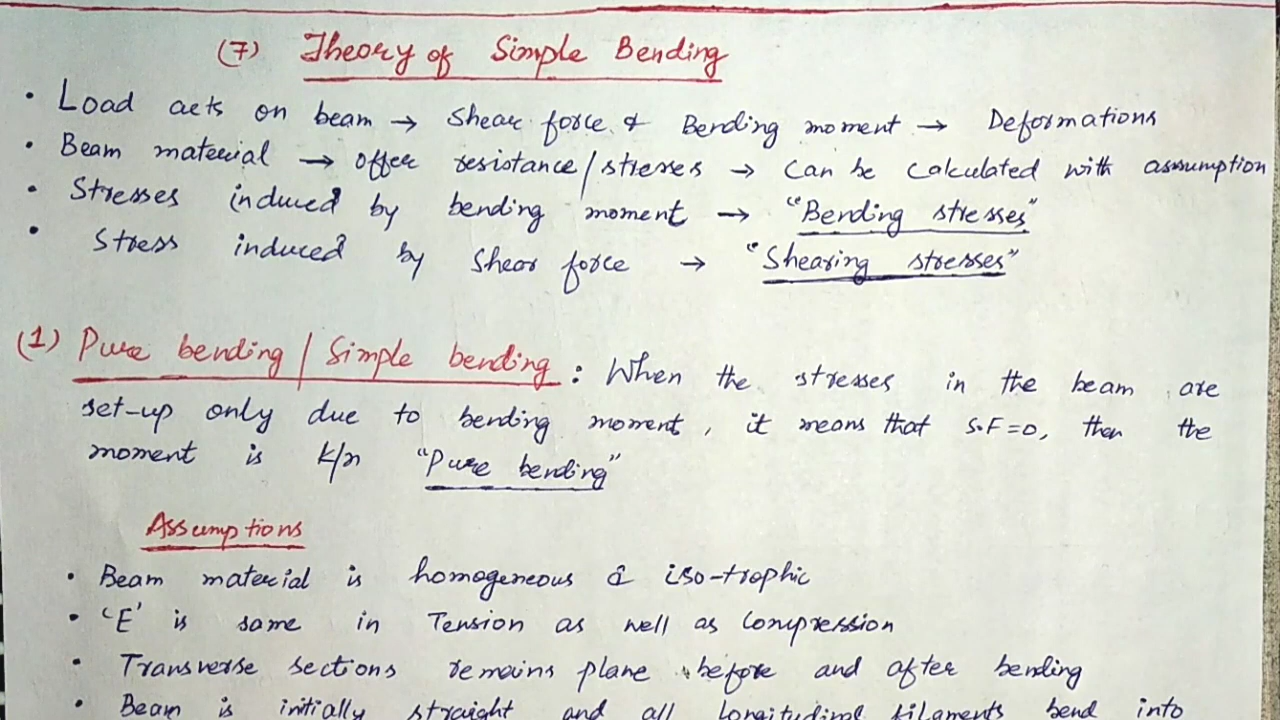 (7) Theory of Simple Bending
• Load acts on beam → Shear force & Bending moment → Deformations
• Beam material → offer resistance/stresses → Can be calculated with assumption
• Stresses induced by bending moment → "Bending stresses"
• Stress induced by Shear force → "Shearing stresses"
(1) Pure bending / Simple bending : When the stresses in the beam are
set-up only due to bending moment, it means that S.F=0, then the
moment is k/n "Pure bending"
Assumptions
• Beam material is homogeneous & iso-trophic
• 'E' is same in Tension as well as Compression
• Transverse sections remains plane before and after bending
• Beam is initially straight and all longitudinal filaments bend into